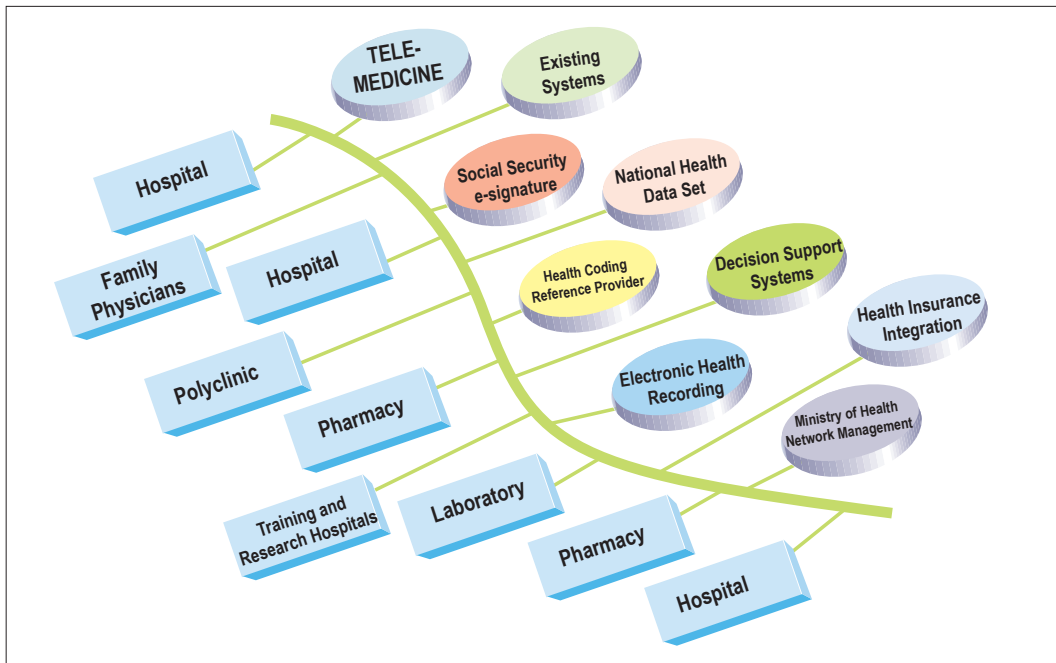 TELE-
MEDICINE
Existing
Systems
Hospital
Social Security
e-signature
National Health
Data Set
Family
Physicians
Hospital
Health Coding
Reference Provider
Decision Support
Systems
Health Insurance
Integration
Polyclinic
Pharmacy
Electronic Health
Recording
Ministry of Health
Network Management
Training and
Research Hospitals
Laboratory
Pharmacy
Hospital